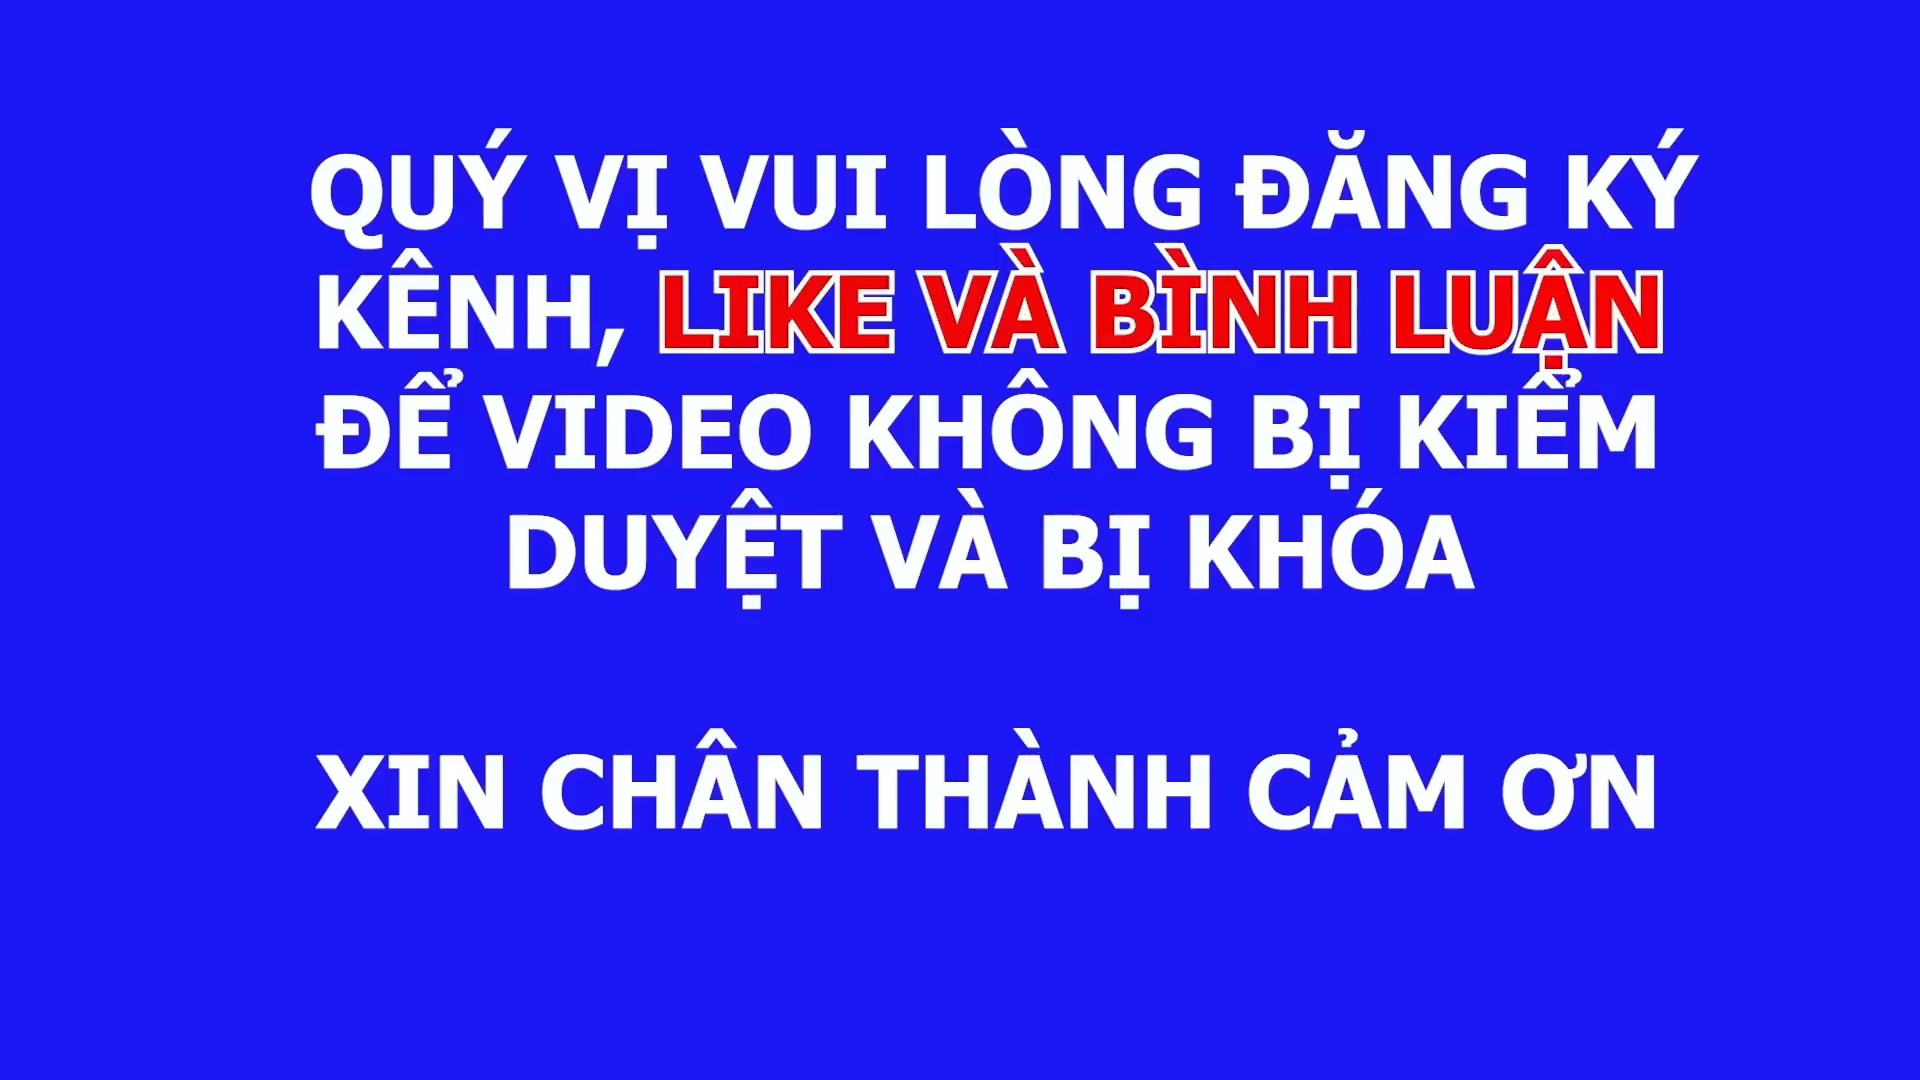 QUÝ VỊ VUI LÒNG ĐĂNG KÝ
KÊNH, LIKE VÀ BÌNH LUẬN
ĐỂ VIDEO KHÔNG BỊ KIỂM
DUYỆT VÀ BỊ KHÓA
XIN CHÂN THÀNH CẢM ƠN